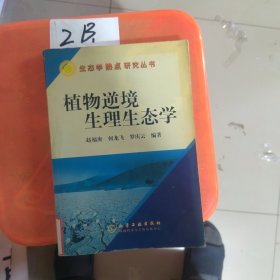 2B,
生态学热点研究丛书
植物逆境
生理生态学
赵福庚 何龙飞 罗庆云 编著
化学工业出版社